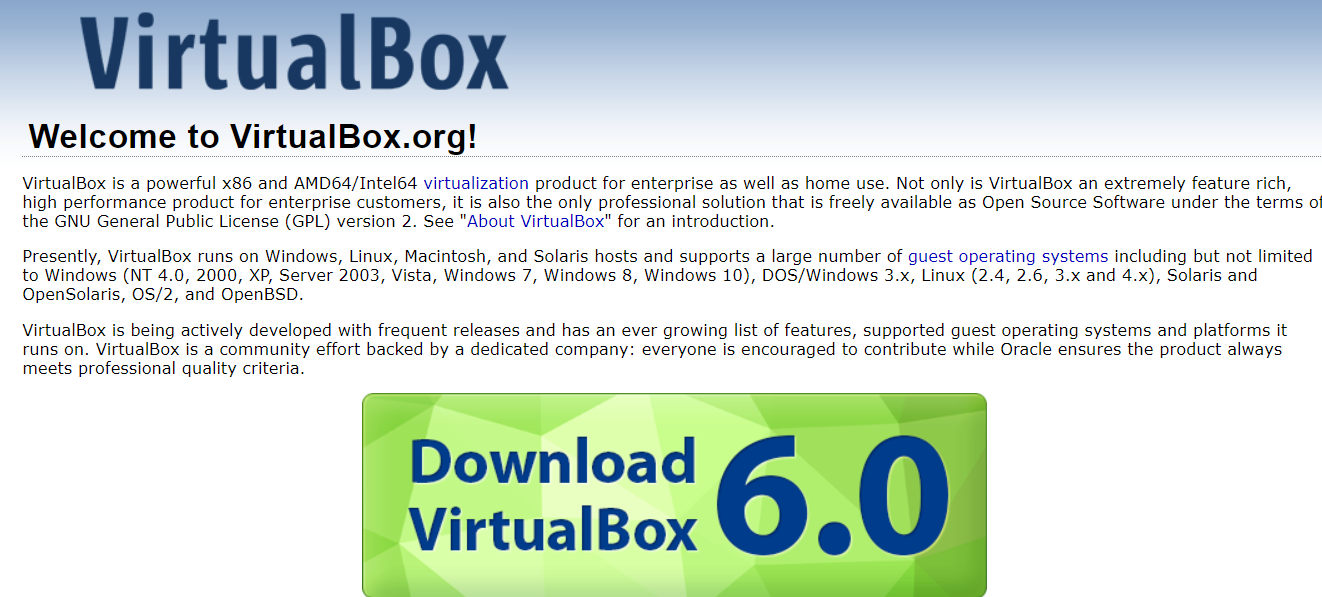 VirtualBox
Welcome to VirtualBox.org!
VirtualBox is a powerful x86 and AMD64/Intel64 virtualization product for enterprise as well as home use. Not only is VirtualBox an extremely feature rich,
high performance product for enterprise customers, it is also the only professional solution that is freely available as Open Source Software under the terms of
the GNU General Public License (GPL) version 2. See "About VirtualBox" for an introduction.
Presently, VirtualBox runs on Windows, Linux, Macintosh, and Solaris hosts and supports a large number of guest operating systems including but not limited
to Windows (NT 4.0, 2000, XP, Server 2003, Vista, Windows 7, Windows 8, Windows 10), DOS/Windows 3.x, Linux (2.4, 2.6, 3.x and 4.x), Solaris and
OpenSolaris, OS/2, and OpenBSD.
VirtualBox is being actively developed with frequent releases and has an ever growing list of features, supported guest operating systems and platforms it
runs on. VirtualBox is a community effort backed by a dedicated company: everyone is encouraged to contribute while Oracle ensures the product always
meets professional quality criteria.
Download
VirtualBox
6.0